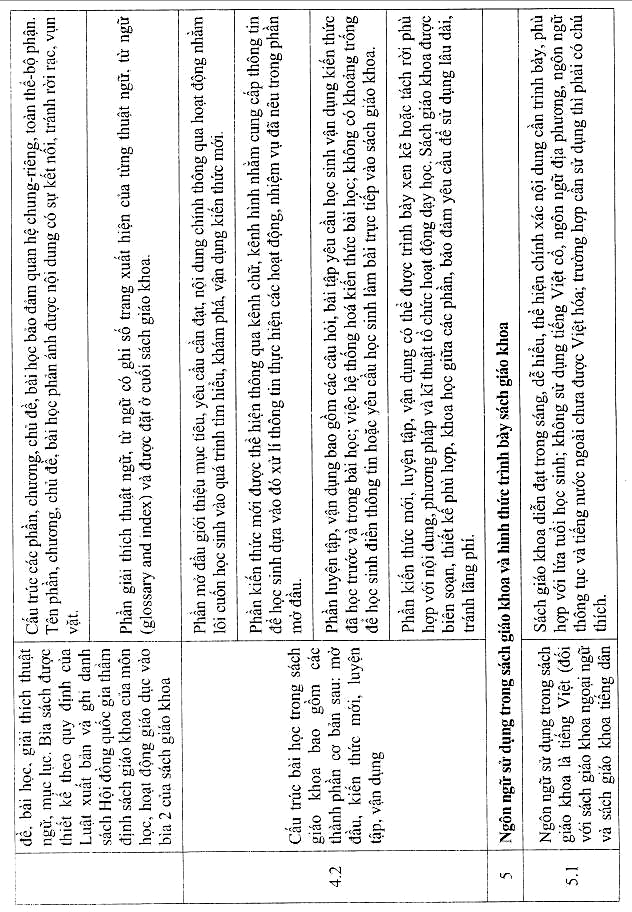 đề, bài học, giải thích thuật
ngữ, mục lục. Bìa sách được
thiết kế theo quy định của
Luật xuất bản và ghi danh
sách Hội đồng quốc gia thẩm
định sách giáo khoa của môn
học, hoạt động giáo dục vào
bìa 2 của sách giáo khoa
Cấu trúc các phần, chương, chủ đề, bài học bảo đảm quan hệ chung-riêng, toàn thể-bộ phận.
Tên phần, chương, chủ đề, bài học phản ánh được nội dung có sự kết nối, tránh rời rạc, vụn
vặt.
Phần giải thích thuật ngữ, từ ngữ có ghi số trang xuất hiện của từng thuật ngữ, từ ngữ
(glossary and index) và được đặt ở cuối sách giáo khoa.
4.2
Cấu trúc bài học trong sách
giáo khoa bao gồm các
thành phần cơ bản sau: mở
đầu, kiến thức mới, luyện
tập, vận dụng
Phần mở đầu giới thiệu mục tiêu, yêu cầu cần đạt, nội dung chính thông qua hoạt động nhằm
lôi cuốn học sinh vào quá trình tìm hiểu, khám phá, vận dụng kiến thức mới.
Phần kiến thức mới được thể hiện thông qua kênh chữ, kênh hình nhằm cung cấp thông tin
để học sinh dựa vào đó xử lí thông tin thực hiện các hoạt động, nhiệm vụ đã nêu trong phần
mở đầu.
Phần luyện tập, vận dụng bao gồm các câu hỏi, bài tập yêu cầu học sinh vận dụng kiến thức
đã học trước và trong bài học; việc hệ thống hoá kiến thức bài học; không có khoảng trống
để học sinh điền thông tin hoặc yêu cầu học sinh làm bài trực tiếp vào sách giáo khoa.
Phần kiến thức mới, luyện tập, vận dụng có thể được trình bày xen kẽ hoặc tách rời phù
hợp với nội dung, phương pháp và kĩ thuật tổ chức hoạt động dạy học. Sách giáo khoa được
biên soạn, thiết kế phù hợp, khoa học giữa các phần, bảo đảm yêu cầu để sử dụng lâu dài,
tránh lãng phí.
5
Ngôn ngữ sử dụng trong sách giáo khoa và hình thức trình bày sách giáo khoa
5.1
Ngôn ngữ sử dụng trong sách
giáo khoa là tiếng Việt (đối
với sách giáo khoa ngoại ngữ
và sách giáo khoa tiếng dân
Sách giáo khoa diễn đạt trong sáng, dễ hiểu, thể hiện chính xác nội dung cần trình bày, phù
hợp với lứa tuổi học sinh; không sử dụng tiếng Việt cổ, ngôn ngữ địa phương, ngôn ngữ
thông tục và tiếng nước ngoài chưa được Việt hóa; trường hợp cần sử dụng thì phải có chú
thích.